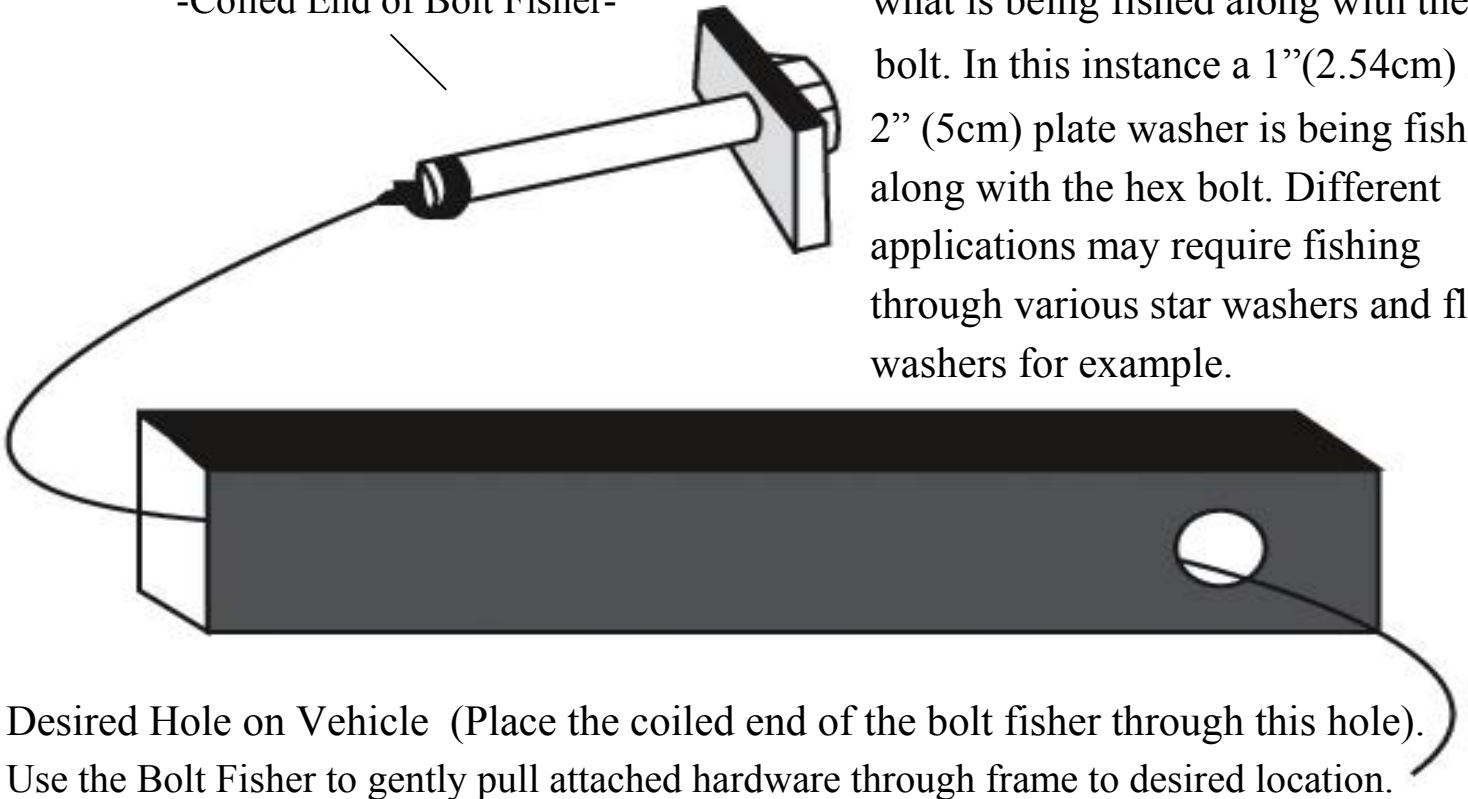 -Coiled End of Bolt Fisher-
what is being fished along with the
bolt. In this instance a 1”(2.54cm)
2” (5cm) plate washer is being fish
along with the hex bolt. Different
applications may require fishing
through various star washers and fl
washers for example.
Desired Hole on Vehicle (Place the coiled end of the bolt fisher through this hole).
Use the Bolt Fisher to gently pull attached hardware through frame to desired location.